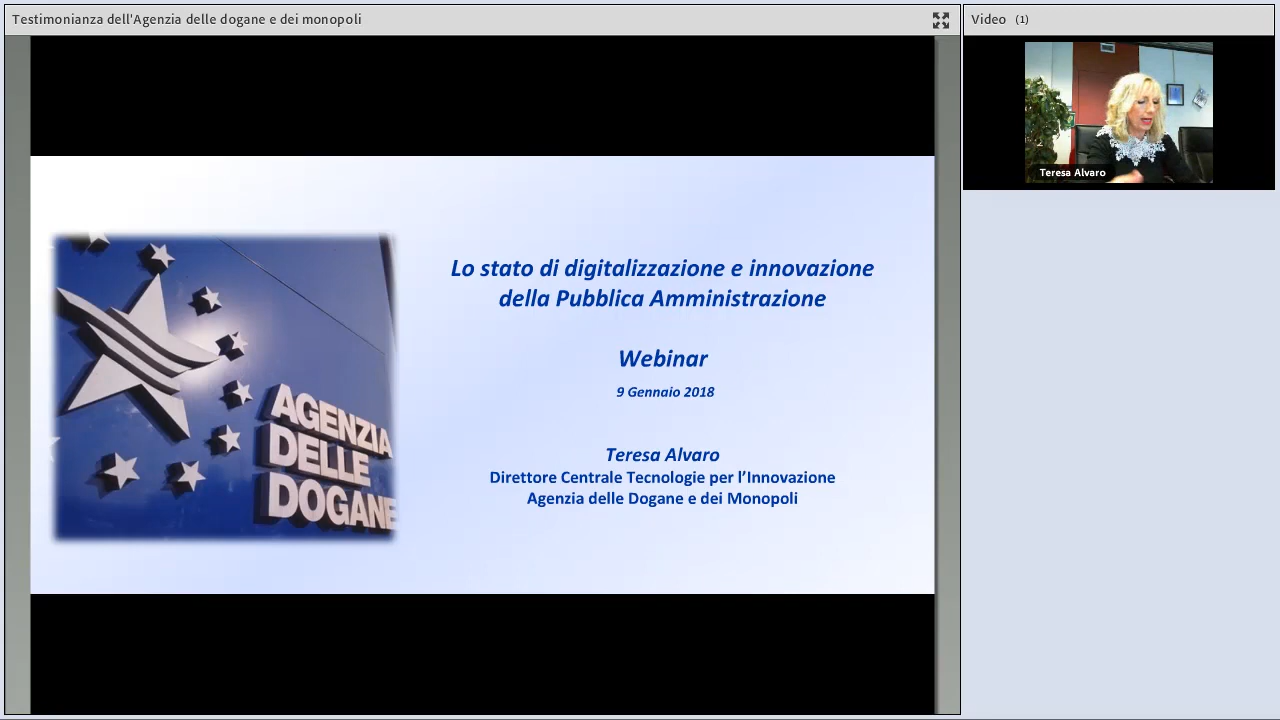 Testimonianza dell'Agenzia delle dogane e dei monopoli
Video (1)
Teresa Alvaro
AGENZIA
DELLE
DOGANE
Lo stato di digitalizzazione e innovazione
della Pubblica Amministrazione
Webinar
9 Gennaio 2018
Teresa Alvaro
Direttore Centrale Tecnologie per l’Innovazione
Agenzia delle Dogane e dei Monopoli